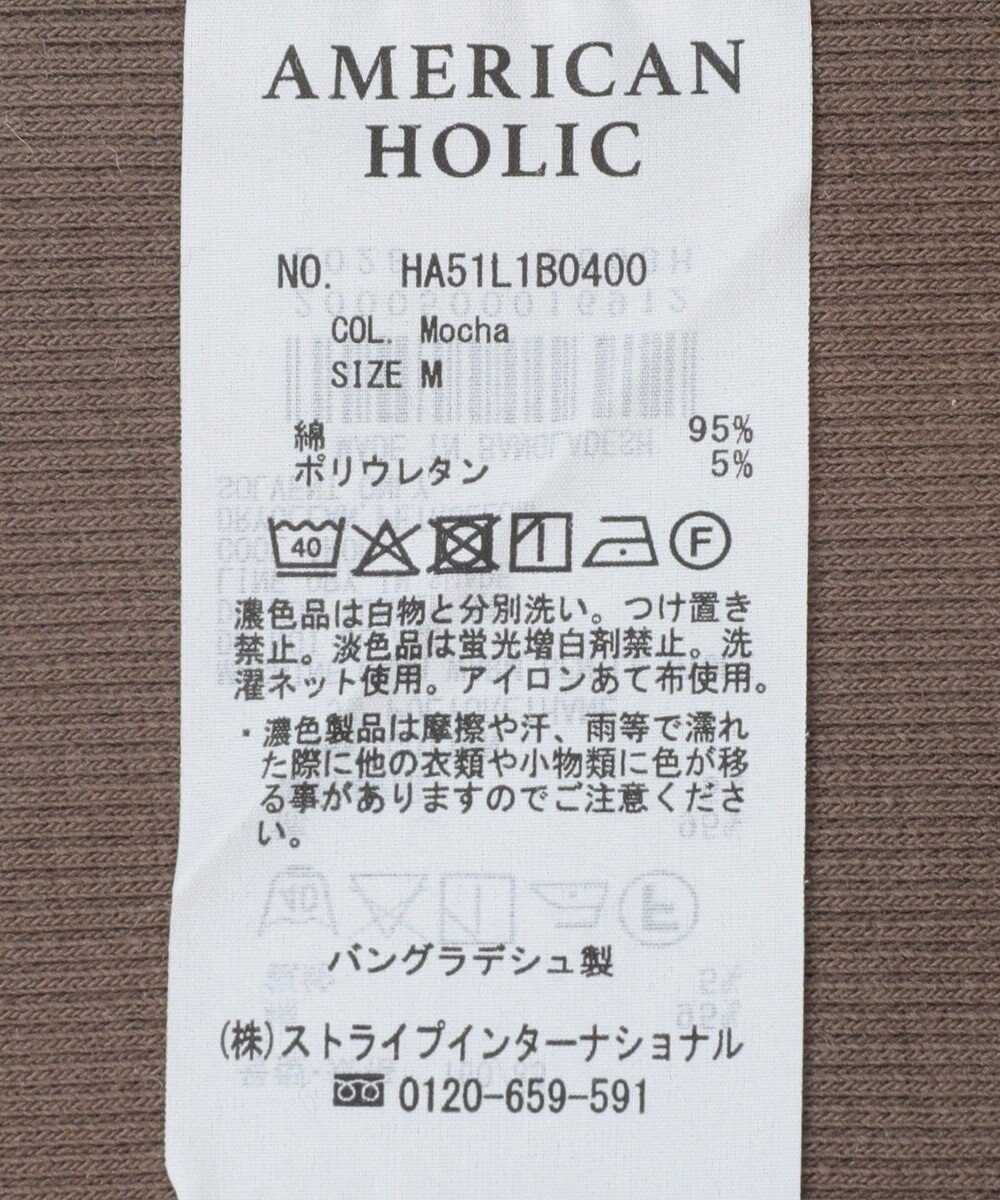 AMERICAN
HOLIC
NO. HA51L1B0400
COL. Mocha
SIZE M
綿 95%
ポリウレタン 5%
40 F
濃色品は白物と分別洗い。つけ置き
禁止。淡色品は蛍光増白剤禁止。洗
濯ネット使用。アイロンあて布使用。
・濃色製品は摩擦や汗、雨等で濡れ
た際に他の衣類や小物類に色が移
る事がありますのでご注意くださ
い。
バングラデシュ製
(株)ストライプインターナショナル
0120-659-591